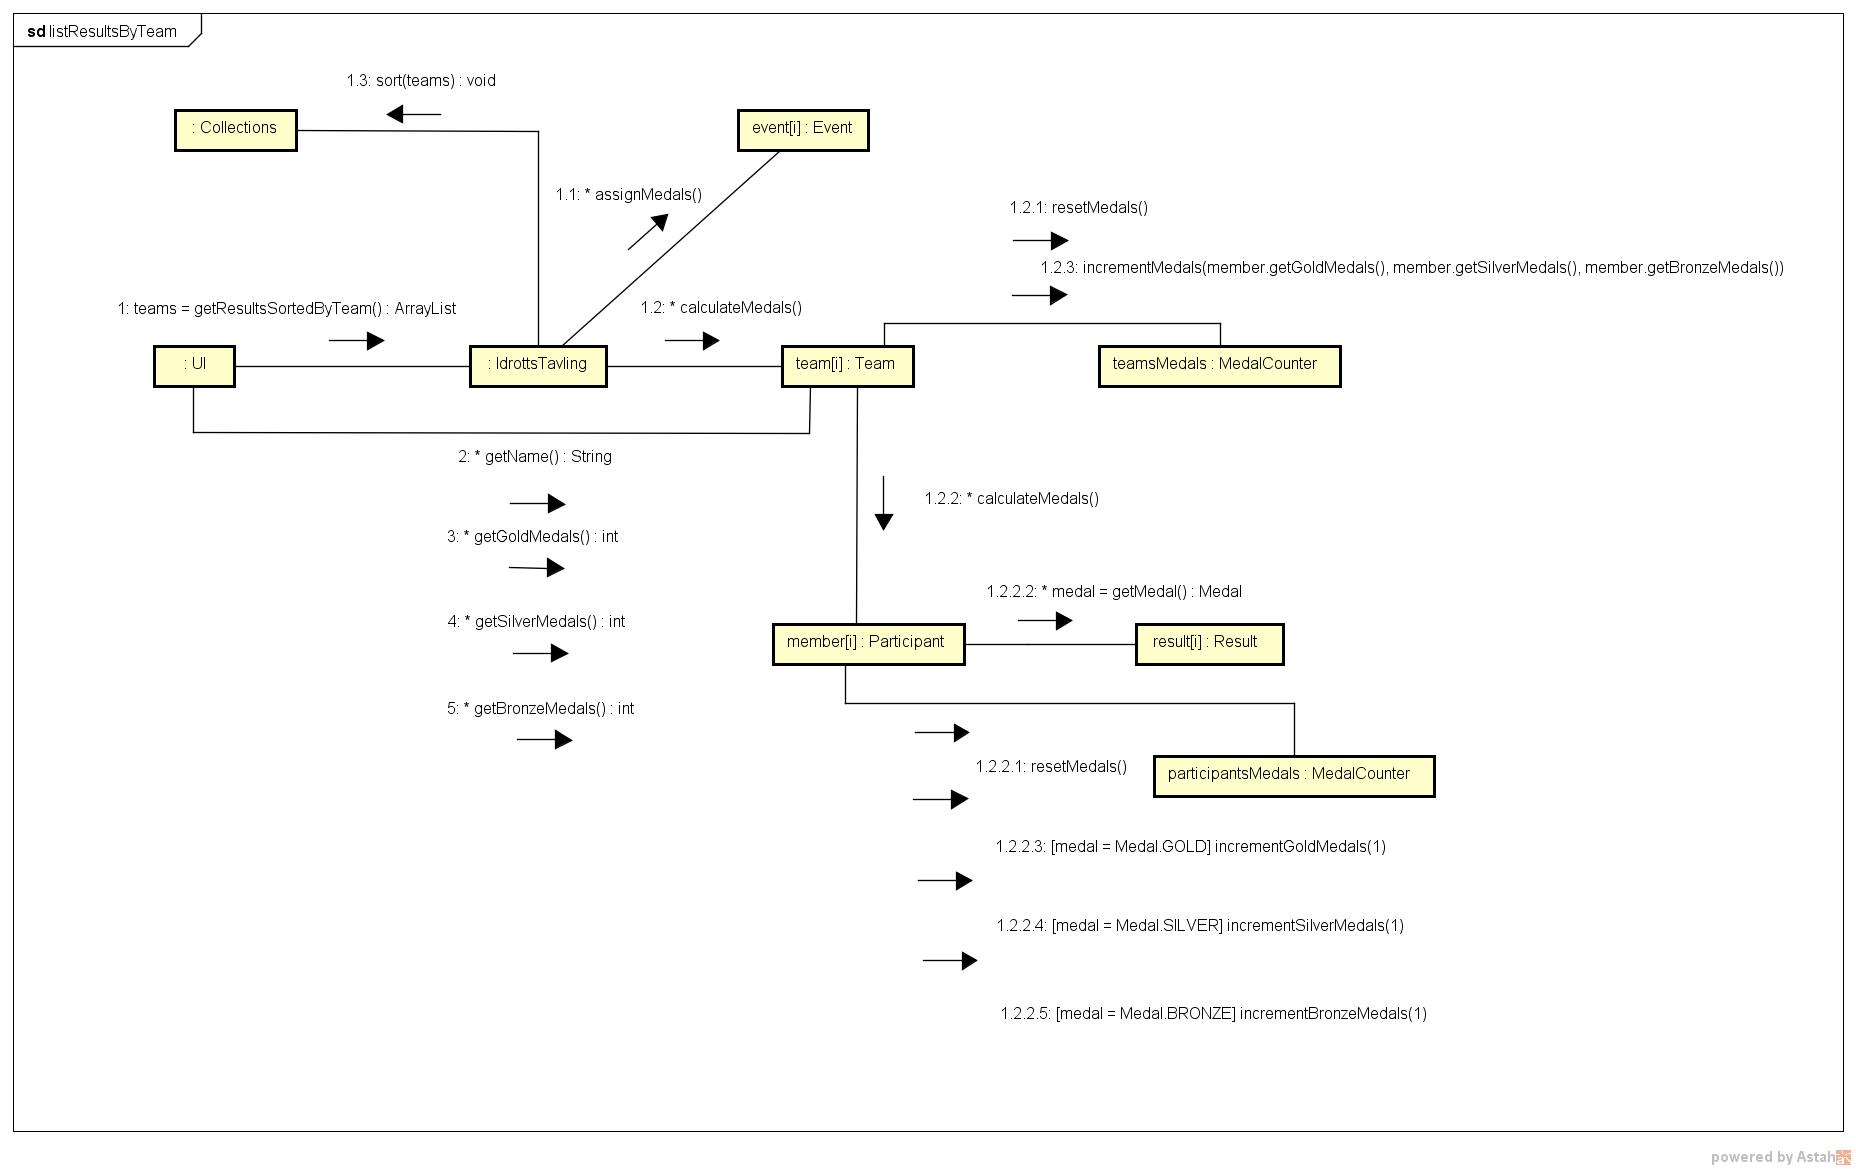 sd listResultsByTeam
1.3: sort(teams) : void
: Collections
event[i] : Event
1.1: * assignMedals()
1.2.1: resetMedals()
1.2.3: incrementMedals(member.getGoldMedals(), member.getSilverMedals(), member.getBronzeMedals())
1: teams = getResultsSortedByTeam() : ArrayList
1.2: * calculateMedals()
: UI
: IdrottsTavling
team[i] : Team
teamsMedals : MedalCounter
2: * getName() : String
1.2.2: * calculateMedals()
3: * getGoldMedals() : int
1.2.2.2: * medal = getMedal() : Medal
4: * getSilverMedals() : int
member[i] : Participant
result[i] : Result
5: * getBronzeMedals() : int
1.2.2.1: resetMedals()
participantsMedals : MedalCounter
1.2.2.3: [medal = Medal.GOLD] incrementGoldMedals(1)
1.2.2.4: [medal = Medal.SILVER] incrementSilverMedals(1)
1.2.2.5: [medal = Medal.BRONZE] incrementBronzeMedals(1)
powered by Astah